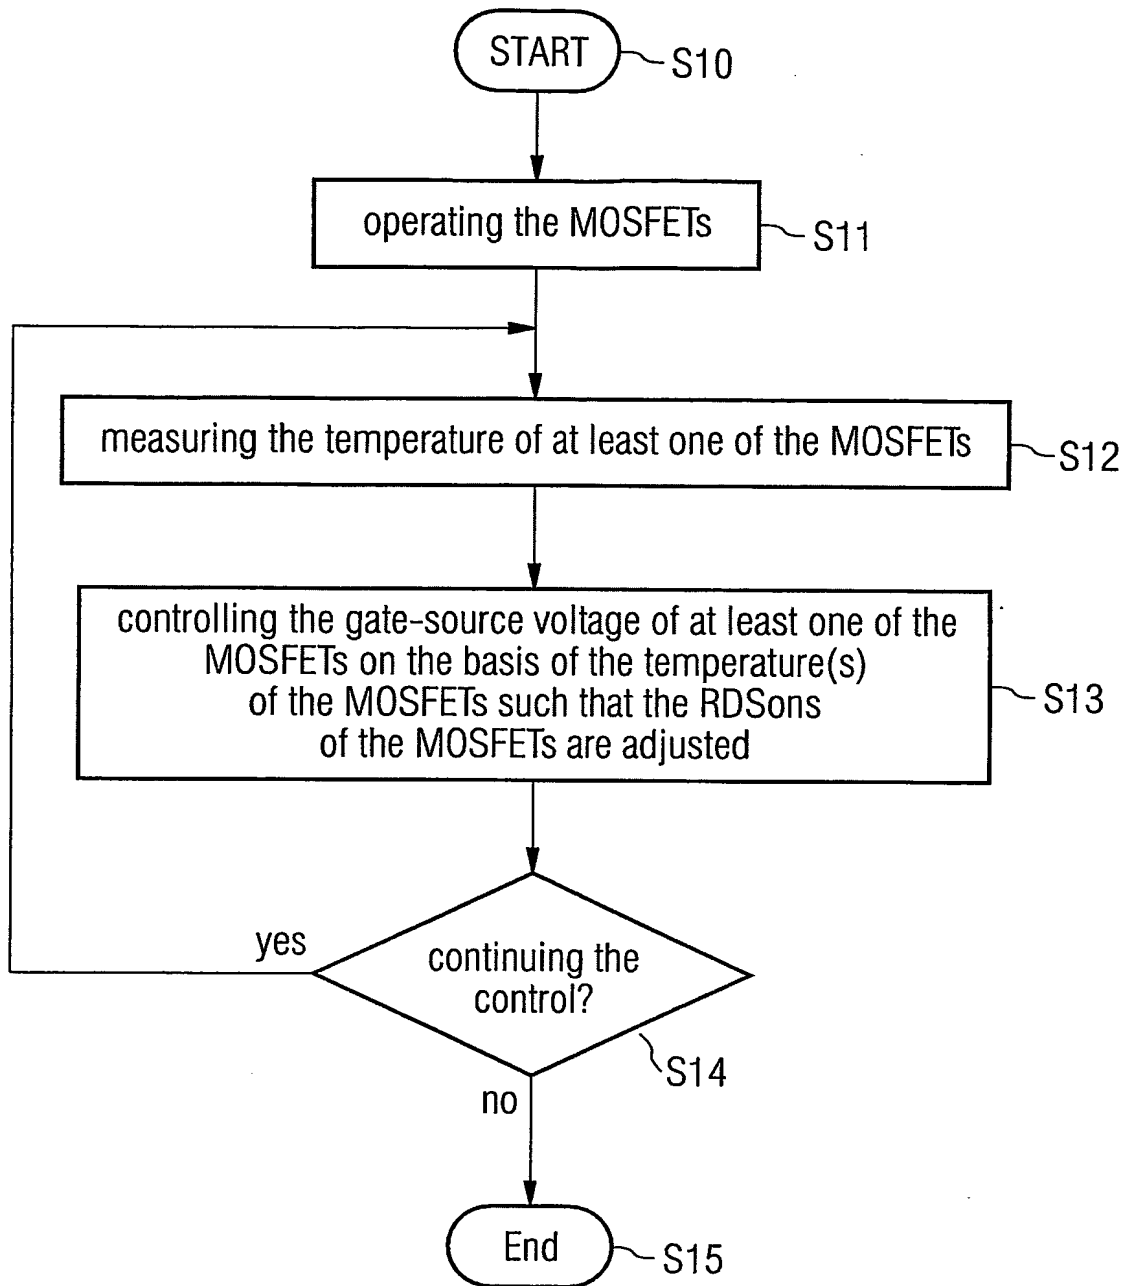 START
S10
operating the MOSFETs
S11
measuring the temperature of at least one of the MOSFETs
S12
controlling the gate-source voltage of at least one of the
MOSFETs on the basis of the temperature(s)
of the MOSFETs such that the RDSons
of the MOSFETs are adjusted
S13
yes
continuing the
control?
S14
no
End
S15